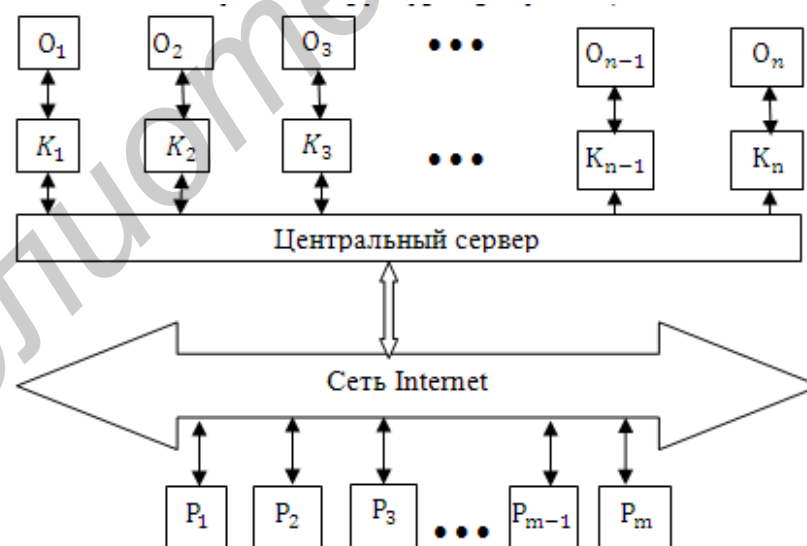 O₁ O₂ O₃ ••• Oₙ₋₁ Oₙ
K₁ K₂ K₃ ••• Kₙ₋₁ Kₙ
Центральный сервер
Сеть Internet
P₁ P₂ P₃ ••• Pₘ₋₁ Pₘ